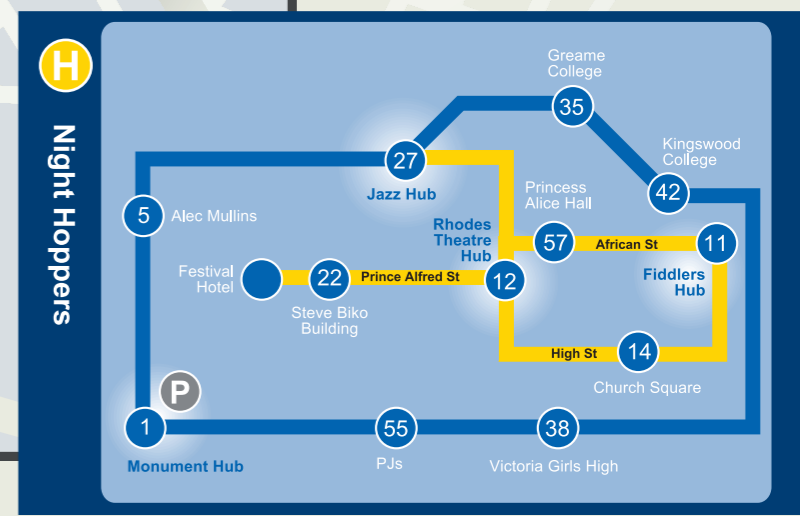 H
Night Hoppers
Greame
College
35
Kingswood
College
42
27
Jazz Hub
Princess
Alice Hall
5
Alec Mullins
Rhodes
Theatre
Hub
57
African St
11
Fiddlers
Hub
Festival
Hotel
22
Prince Alfred St
12
Steve Biko
Building
High St
14
Church Square
P
1
Monument Hub
55
PJs
38
Victoria Girls High